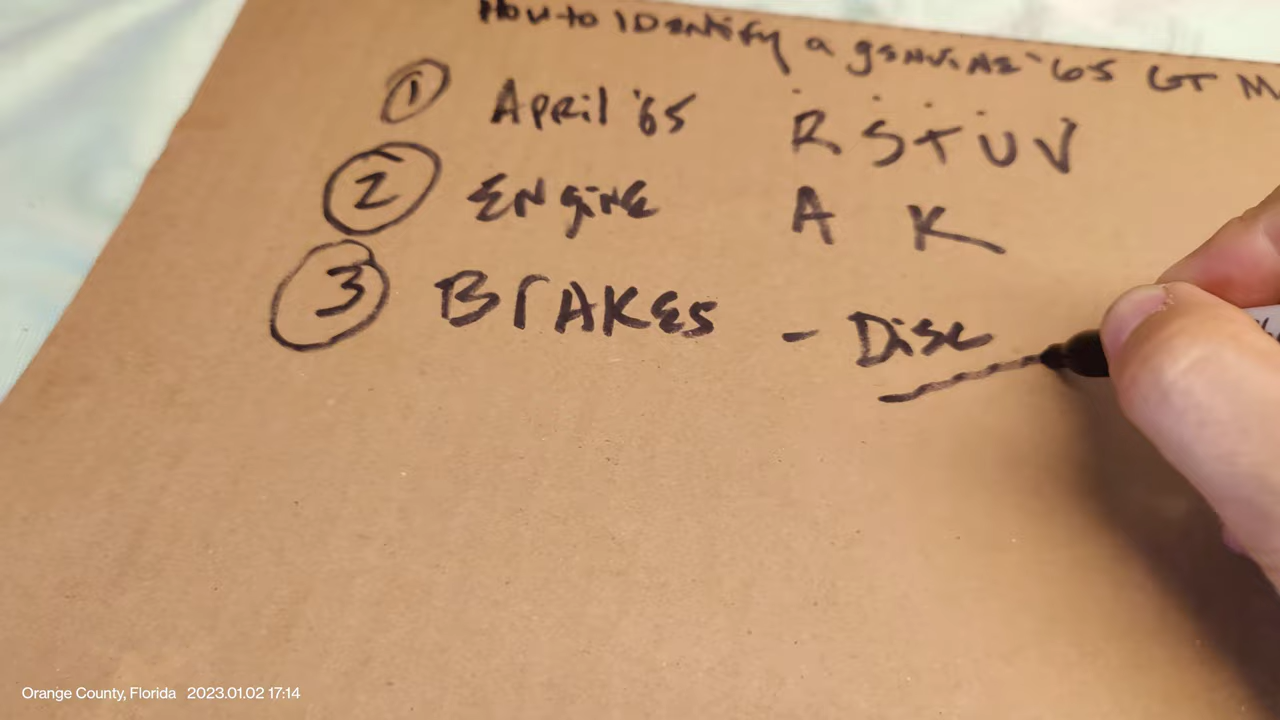 How to IDentify a genuine '65 GT M
① April '65 R S T U V
② ENgiNE A K
③ BrAKES - Disc
Orange County, Florida 2023.01.02 17:14